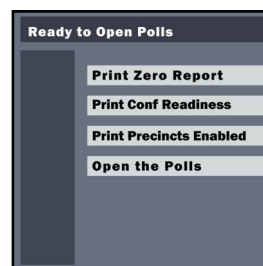 Ready to Open Polls
Print Zero Report
Print Conf Readiness
Print Precincts Enabled
Open the Polls